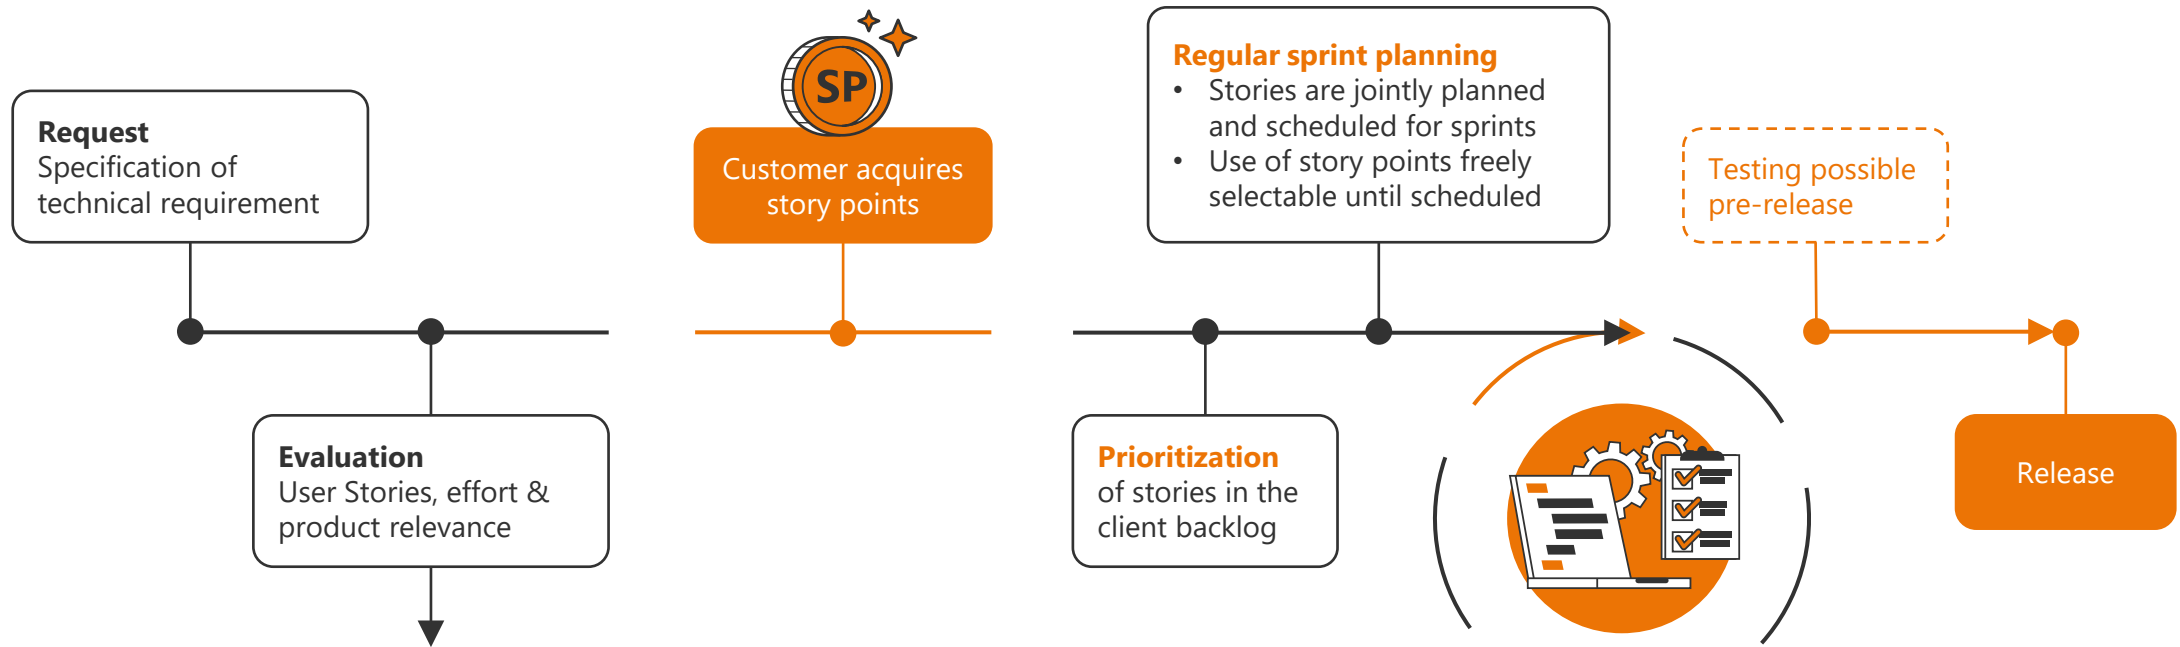 Request
Specification of
technical requirement
Evaluation
User Stories, effort &
product relevance
SP
Customer acquires
story points
Prioritization
of stories in the
client backlog
Regular sprint planning
• Stories are jointly planned
and scheduled for sprints
• Use of story points freely
selectable until scheduled
Testing possible
pre-release
Release